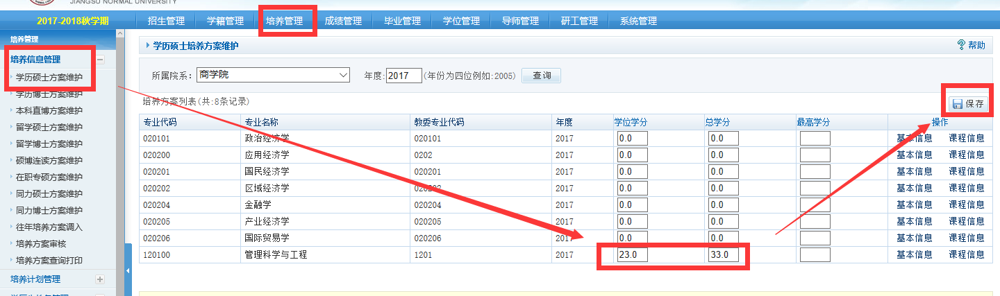 JIANGSU NORMAL UNIVERSITY
2017-2018秋学期 招生管理 学籍管理 培养管理 成绩管理 毕业管理 学位管理 导师管理 研工管理 系统管理
培养管理
培养信息管理
学历硕士方案维护
学历博士方案维护
本科直博方案维护
留学硕士方案维护
留学博士方案维护
硕博连读方案维护
在职专硕方案维护
同力硕士方案维护
同力博士方案维护
往年培养方案调入
培养方案审核
培养方案查询打印
培养计划管理
学历硕士培养方案维护 帮助
所属院系: 商学院 年度: 2017 (年份为四位例如:2005) 查询
培养方案列表(共:8条记录) 保存
专业代码 专业名称 教委专业代码 年度 学位学分 总学分 最高学分 操作
020101 政治经济学 020101 2017 0.0 0.0 基本信息 课程信息
020200 应用经济学 0202 2017 0.0 0.0 基本信息 课程信息
020201 国民经济学 020201 2017 0.0 0.0 基本信息 课程信息
020202 区域经济学 020202 2017 0.0 0.0 基本信息 课程信息
020204 金融学 020204 2017 0.0 0.0 基本信息 课程信息
020205 产业经济学 020205 2017 0.0 0.0 基本信息 课程信息
020206 国际贸易学 020206 2017 0.0 0.0 基本信息 课程信息
120100 管理科学与工程 1201 2017 23.0 33.0 基本信息 课程信息